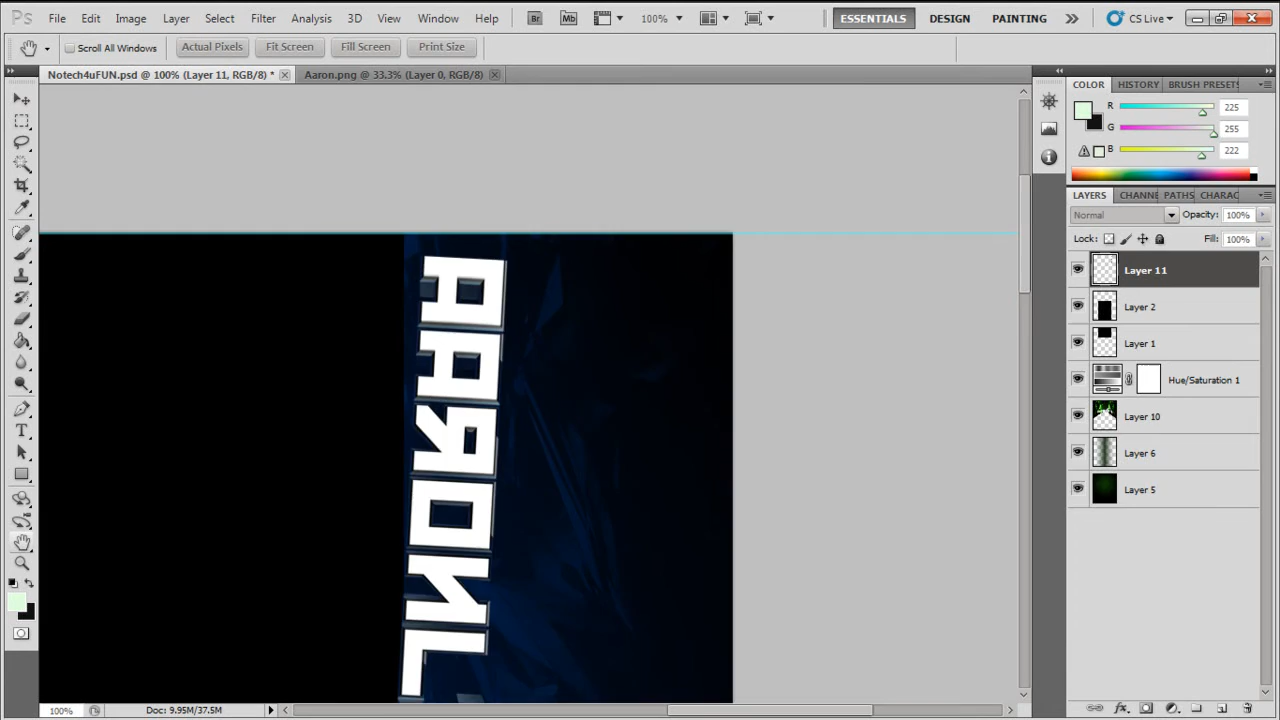 Ps File Edit Image Layer Select Filter Analysis 3D View Window Help Br Mb 100% ESSENTIALS DESIGN PAINTING CS Live
Scroll All Windows Actual Pixels Fit Screen Fill Screen Print Size
Notech4uFUN.psd @ 100% (Layer 11, RGB/8) * Aaron.png @ 33.3% (Layer 0, RGB/8)
COLOR HISTORY BRUSH PRESETS
R 225
G 255
B 222
LAYERS CHANNE PATHS CHARAC
Normal Opacity: 100%
Lock: Fill: 100%
Layer 11
Layer 2
Layer 1
Hue/Saturation 1
Layer 10
Layer 6
Layer 5
AARONL
100% Doc: 9.95M/37.5M